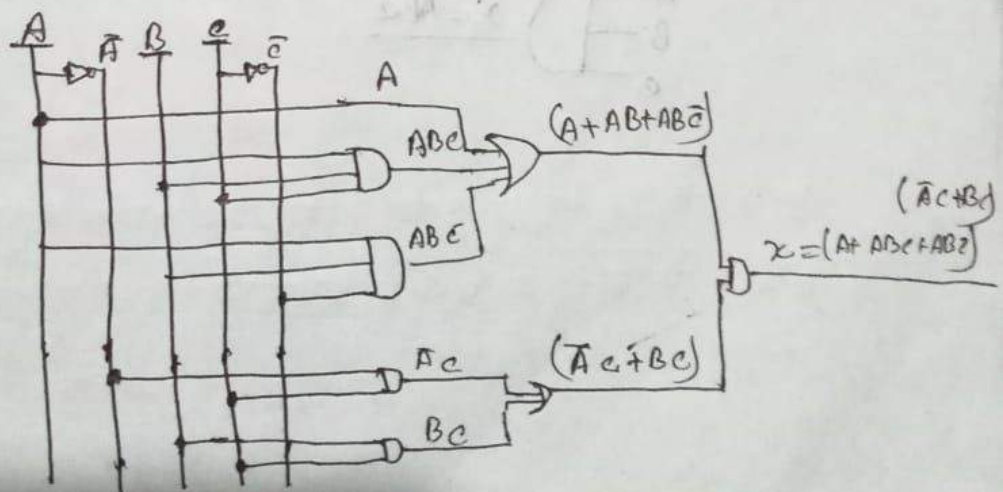 A Ā B C C̄
A
ABC
(A+AB+ABC̄)
ABC̄
(ĀC+BC)
x=(A+ABC+ABC̄)
ĀC
(ĀC+BC)
BC